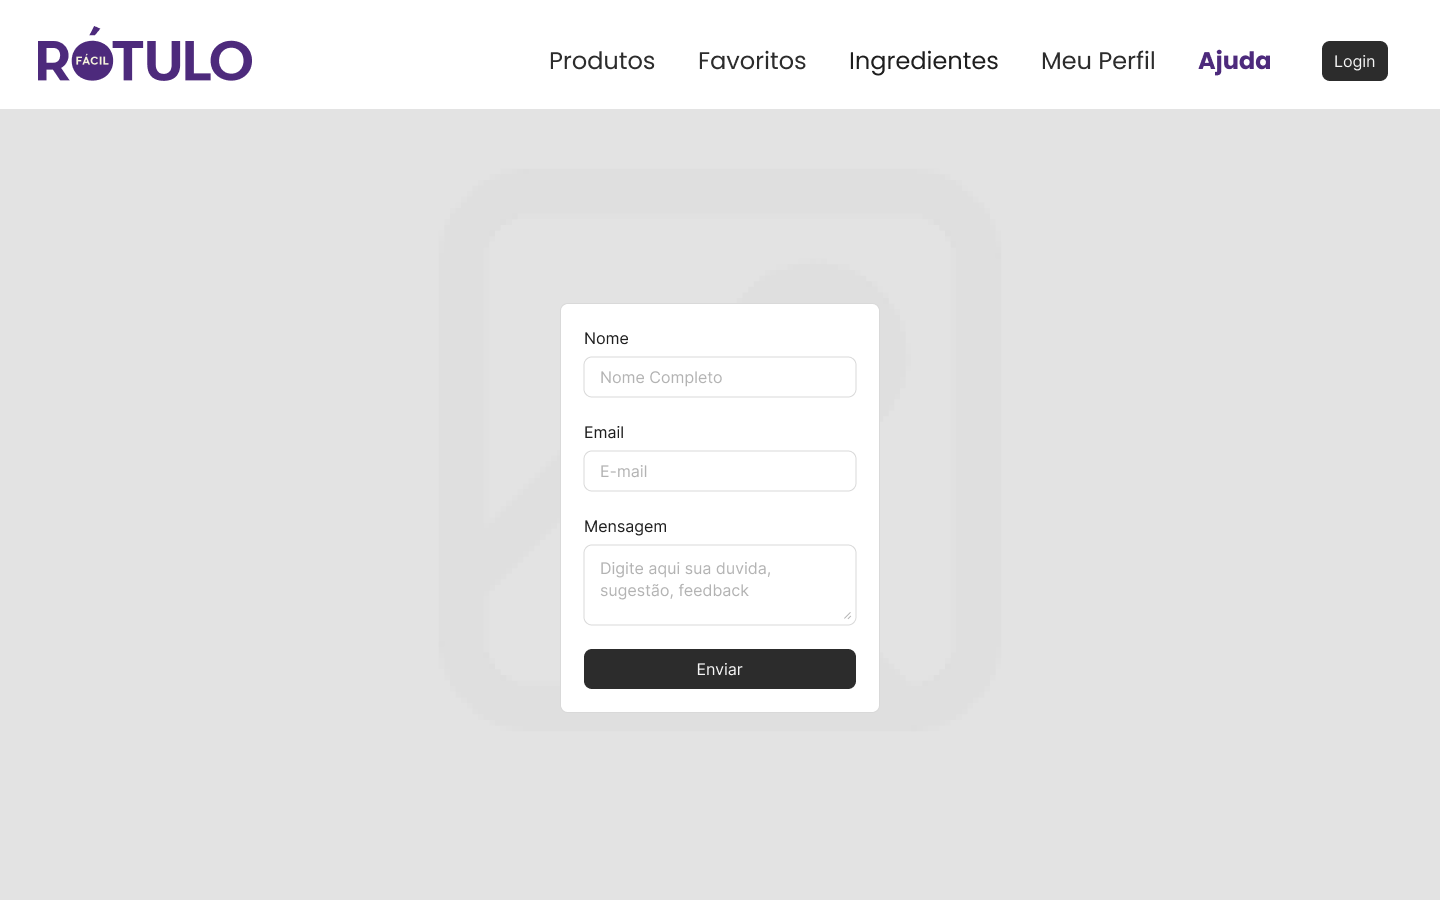 RÓTULO
FÁCIL
Produtos Favoritos Ingredientes Meu Perfil Ajuda Login
Nome
Nome Completo
Email
E-mail
Mensagem
Digite aqui sua duvida,
sugestão, feedback
Enviar